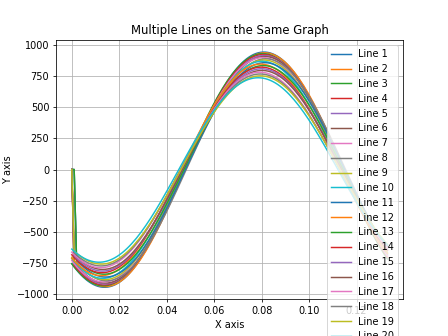 Multiple Lines on the Same Graph
1000
750
500
250
0
−250
−500
−750
−1000
Y axis
0.00
0.02
0.04
0.06
0.08
0.10
X axis
Line 1
Line 2
Line 3
Line 4
Line 5
Line 6
Line 7
Line 8
Line 9
Line 10
Line 11
Line 12
Line 13
Line 14
Line 15
Line 16
Line 17
Line 18
Line 19
Line 20